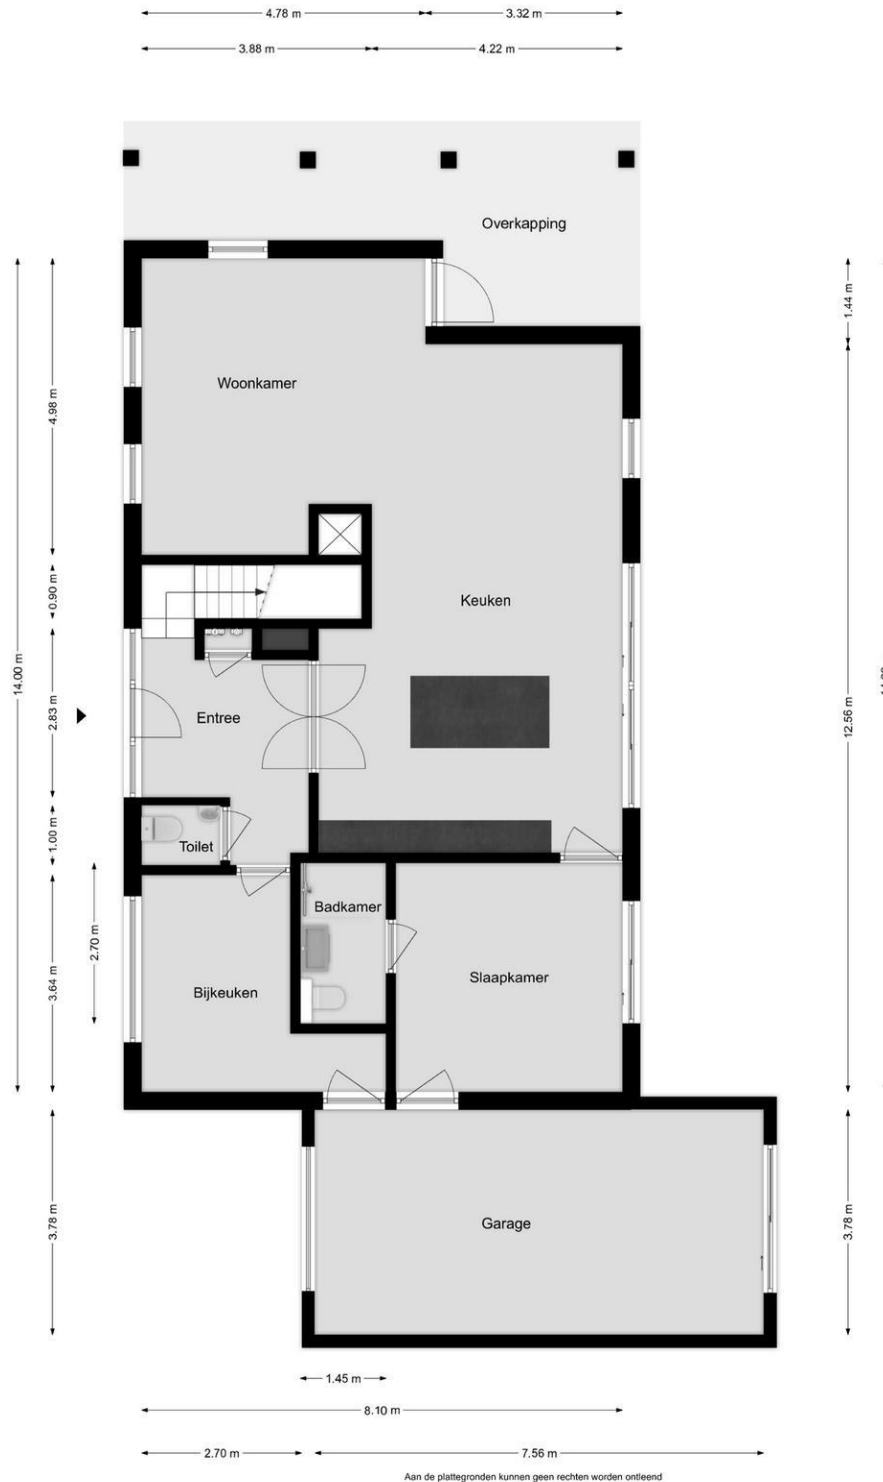 4.78 m
3.32 m
3.88 m
4.22 m
Overkapping
1.44 m
Woonkamer
4.98 m
0.90 m
Keuken
14.00 m
2.83 m
Entree
12.56 m
1.00 m
Toilet
Badkamer
2.70 m
3.64 m
Bijkeuken
Slaapkamer
3.78 m
Garage
3.78 m
1.45 m
8.10 m
2.70 m
7.56 m
Aan de plattegronden kunnen geen rechten worden ontleend